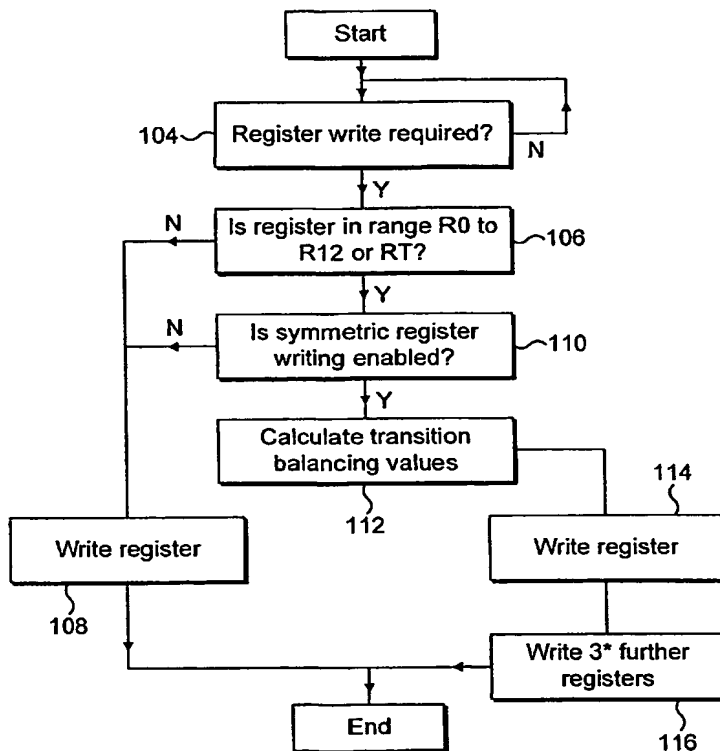 Start
104
Register write required?
N
Y
N
Is register in range R0 to
R12 or RT?
106
Y
N
Is symmetric register
writing enabled?
110
Y
Calculate transition
balancing values
112
114
Write register
Write register
108
Write 3* further
registers
116
End